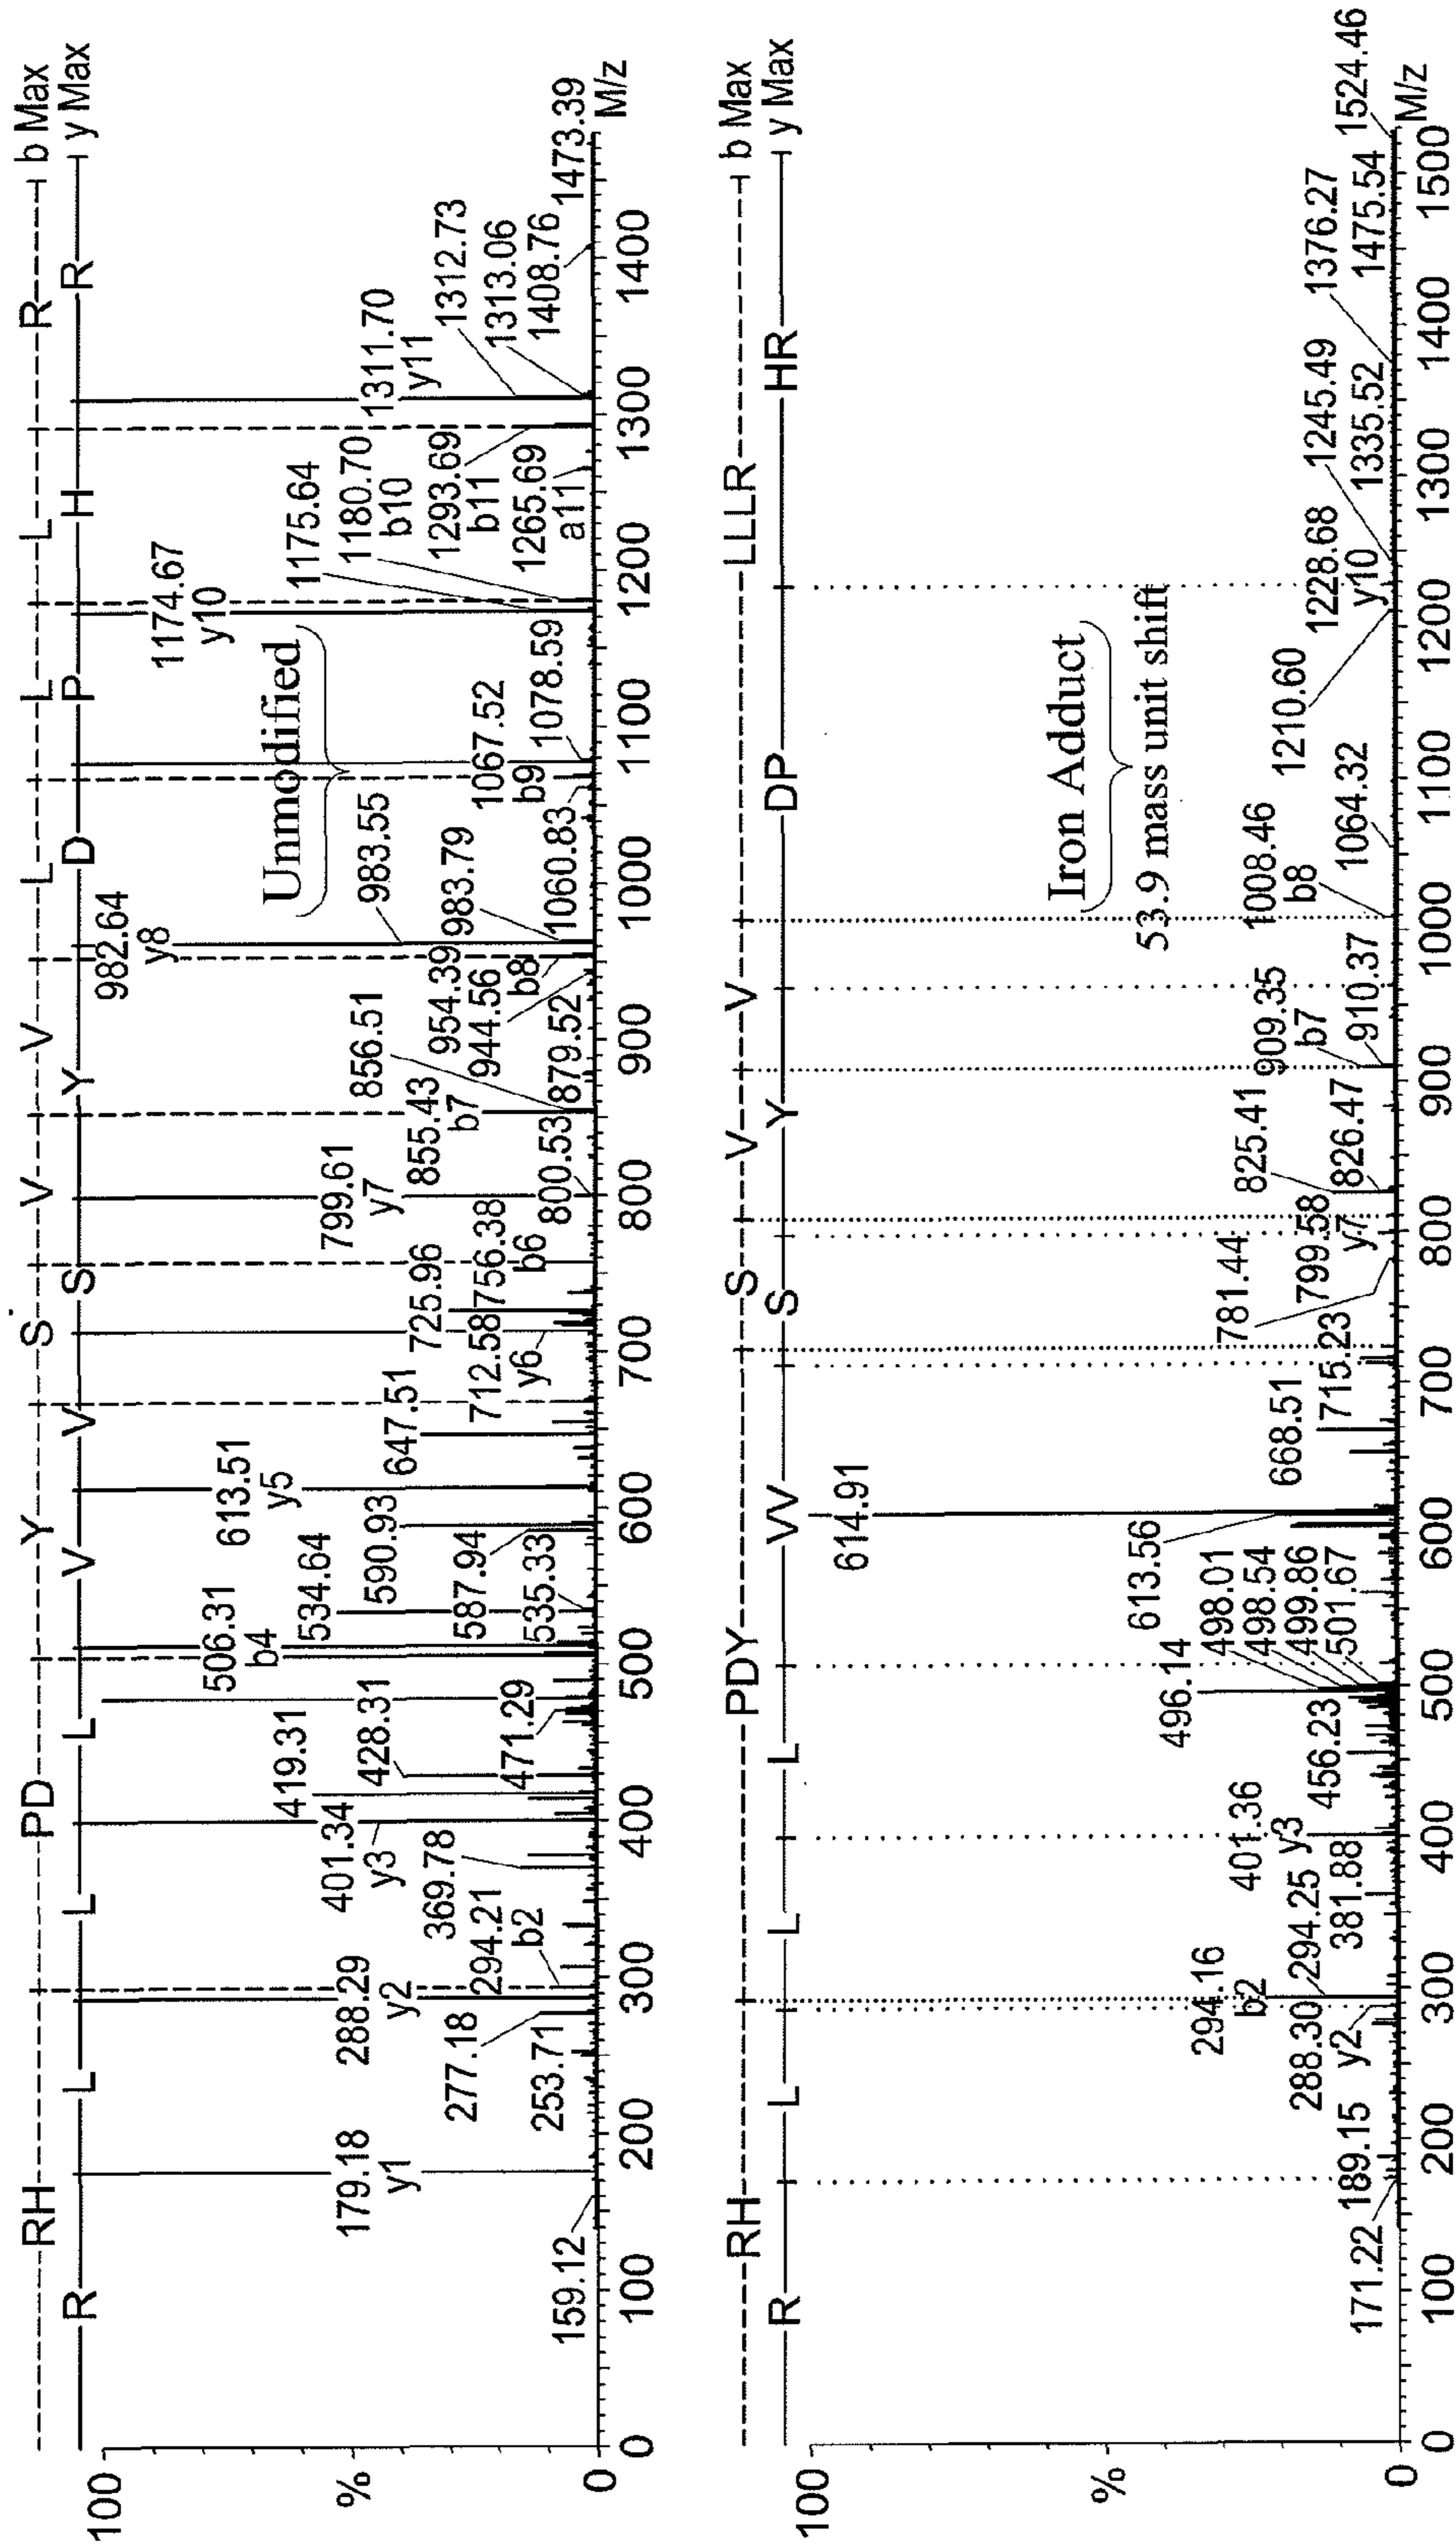 RH PD Y S V V L L L R b Max
R L L L V V S Y D P H R y Max
100
%
0
159.12
179.18
y1
253.71
277.18
288.29
y2
294.21
b2
369.78
401.34
y3
419.31
428.31
471.29
506.31
b4
534.64
535.33
587.94
590.93
613.51
y5
647.51
712.58
y6
725.96
756.38
b6
799.61
y7
800.53
855.43
b7
856.51
879.52
944.56
954.39
b8
982.64
y8
983.55
983.79
Unmodified
1060.83
1067.52
b9
1078.59
1174.67
y10
1175.64
1180.70
b10
1293.69
b11
1265.69
a11
1311.70
y11
1312.73
1313.06
1408.76
1473.39
0 100 200 300 400 500 600 700 800 900 1000 1100 1200 1300 1400 M/z
RH PDY S V V LLLR b Max
R L L L VV S Y DP HR y Max
100
%
0
171.22
189.15
288.30
y2
294.16
b2
294.25
381.88
401.36
y3
456.23
496.14
498.01
498.54
499.86
501.67
613.56
614.91
668.51
715.23
781.44
799.58
y7
825.41
826.47
909.35
b7
910.37
1008.46
b8
Iron Adduct
53.9 mass unit shift
1064.32
1210.60
1228.68
y10
1245.49
1335.52
1376.27
1475.54
1524.46
0 100 200 300 400 500 600 700 800 900 1000 1100 1200 1300 1400 1500 M/z